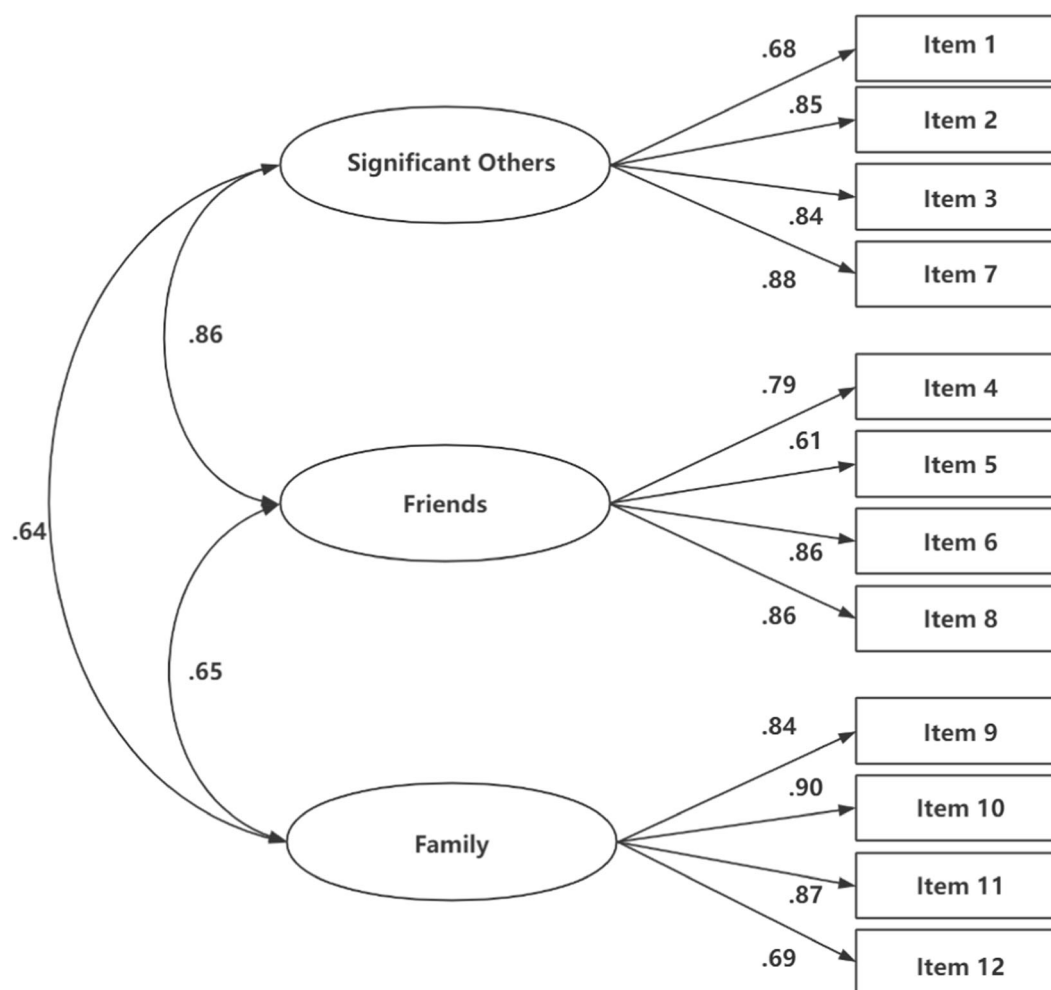 .68
Item 1
.85
Item 2
Significant Others
Item 3
.84
Item 7
.88
.86
.79
Item 4
.61
Item 5
Friends
.64
Item 6
.86
Item 8
.86
.65
.84
Item 9
.90
Item 10
Family
Item 11
.87
.69
Item 12